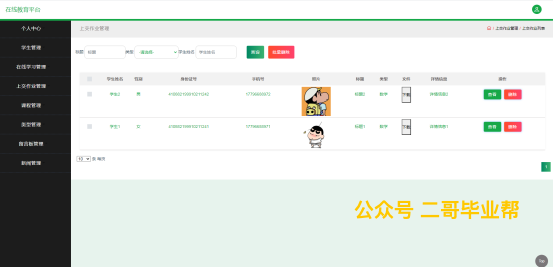 在线教育平台
个人中心
学生管理
在线学习管理
上交作业管理
课程管理
类型管理
留言板管理
新闻管理
上交作业管理
上交作业管理 / 上交作业列表
标题 标题 类型 请选择 学生姓名 学生姓名 查询 批量删除
学生姓名 性别 身份证号 手机号 照片 标题 类型 文件 详情信息 操作
学生2 男 标题2 数学 下载 详情信息2 查看 删除
学生1 女 标题1 数学 下载 详情信息1 查看 删除
10 条 每页
1
公众号 二哥毕业帮
Top